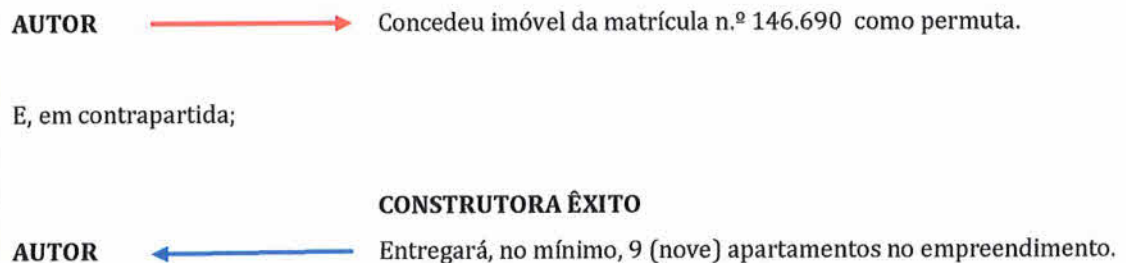 AUTOR Concedeu imóvel da matrícula n.º 146.690 como permuta.
E, em contrapartida;
CONSTRUTORA ÊXITO
AUTOR Entregará, no mínimo, 9 (nove) apartamentos no empreendimento.